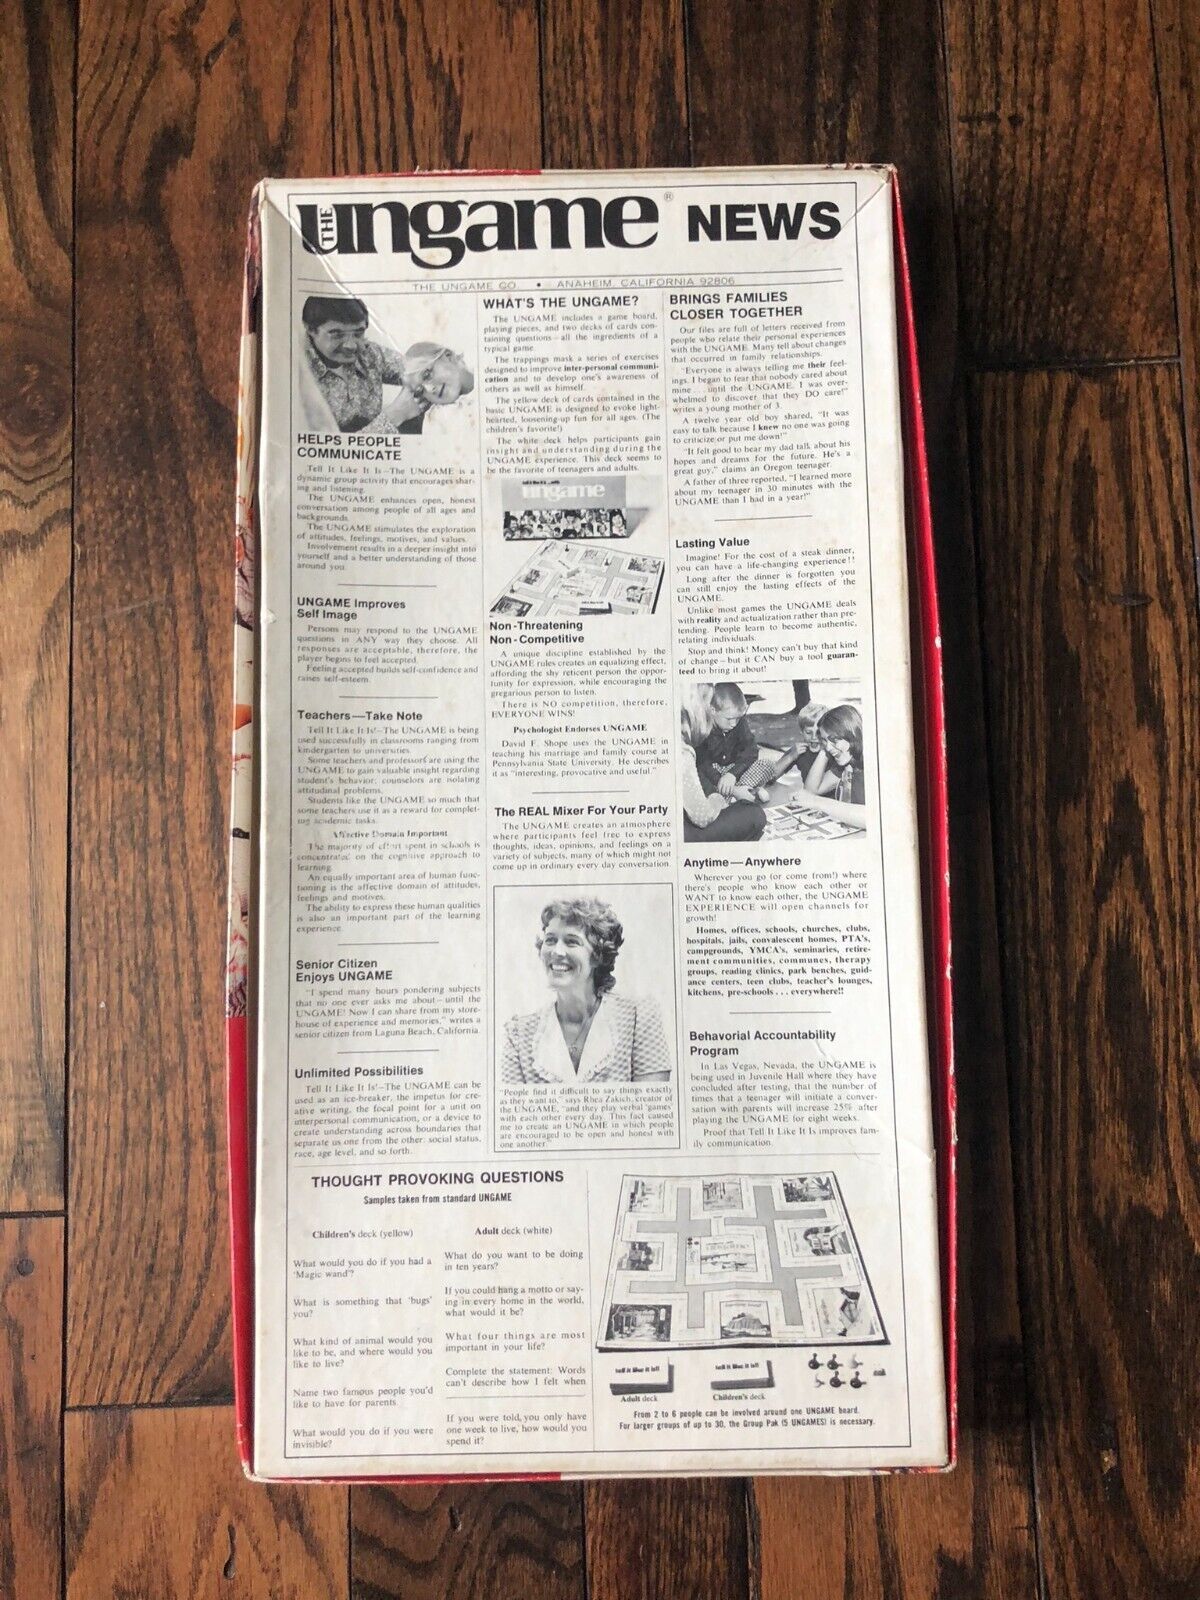 THE ungame® NEWS
THE UNGAME CO. • ANAHEIM, CALIFORNIA 92806
HELPS PEOPLE
COMMUNICATE
Tell It Like It Is—The UNGAME is a
dynamic group activity that encourages shar-
ing and listening.
The UNGAME enhances open, honest
conversation among people of all ages and
backgrounds.
The UNGAME stimulates the exploration
of attitudes, feelings, motives, and values.
Involvement results in a deeper insight into
yourself and a better understanding of those
around you.
UNGAME Improves
Self Image
Persons may respond to the UNGAME
questions in ANY way they choose. All
responses are acceptable, therefore, the
player begins to feel accepted.
Feeling accepted builds self-confidence and
raises self-esteem.
Teachers—Take Note
Tell It Like It Is!—The UNGAME is being
used successfully in classrooms ranging from
kindergarten to universities.
Some teachers and professors are using the
UNGAME to gain valuable insight regarding
student's behavior; counselors are isolating
attitudinal problems.
Students like the UNGAME so much that
some teachers use it as a reward for complet-
ing academic tasks.
Affective Domain Important
The majority of effort spent in schools is
concentrated on the cognitive approach to
learning.
An equally important area of human func-
tioning is the affective domain of attitudes,
feelings and motives.
The ability to express these human qualities
is also an important part of the learning
experience.
Senior Citizen
Enjoys UNGAME
"I spend many hours pondering subjects
that no one ever asks me about—until the
UNGAME! Now I can share from my store-
house of experience and memories," writes a
senior citizen from Laguna Beach, California.
Unlimited Possibilities
Tell It Like It Is!—The UNGAME can be
used as an ice-breaker, the impetus for cre-
ative writing, the focal point for a unit on
interpersonal communication, or a device to
create understanding across boundaries that
separate us one from the other: social status,
race, age level, and so forth.
WHAT'S THE UNGAME?
The UNGAME includes a game board,
playing pieces, and two decks of cards con-
taining questions—all the ingredients of a
typical game.
The trappings mask a series of exercises
designed to improve inter-personal communi-
cation and to develop one's awareness of
others as well as himself.
The yellow deck of cards contained in the
basic UNGAME is designed to evoke light-
hearted, loosening-up fun for all ages. (The
children's favorite!)
The white deck helps participants gain
insight and understanding during the
UNGAME experience. This deck seems to
be the favorite of teenagers and adults.
ungame
Non-Threatening
Non-Competitive
A unique discipline established by the
UNGAME rules creates an equalizing effect,
affording the shy reticent person the oppor-
tunity for expression, while encouraging the
gregarious person to listen.
There is NO competition, therefore,
EVERYONE WINS!
Psychologist Endorses UNGAME
David F. Shope uses the UNGAME in
teaching his marriage and family course at
Pennsylvania State University. He describes
it as "interesting, provocative and useful."
The REAL Mixer For Your Party
The UNGAME creates an atmosphere
where participants feel free to express
thoughts, ideas, opinions, and feelings on a
variety of subjects, many of which might not
come up in ordinary every day conversation.
"People find it difficult to say things exactly
as they want to," says Rhea Zakich, creator of
the UNGAME, "and they play verbal 'games'
with each other every day. This fact caused
me to create an UNGAME in which people
are encouraged to be open and honest with
one another."
BRINGS FAMILIES
CLOSER TOGETHER
Our files are full of letters received from
people who relate their personal experiences
with the UNGAME. Many tell about changes
that occurred in family relationships.
"Everyone is always telling me their feel-
ings. I began to fear that nobody cared about
mine . . . until the UNGAME. I was over-
whelmed to discover that they DO care!"
writes a young mother of 3.
A twelve year old boy shared, "It was
easy to talk because I knew no one was going
to criticize or put me down!"
"It felt good to hear my dad talk about his
hopes and dreams for the future. He's a
great guy," claims an Oregon teenager.
A father of three reported, "I learned more
about my teenager in 30 minutes with the
UNGAME than I had in a year!"
Lasting Value
Imagine! For the cost of a steak dinner,
you can have a life-changing experience!!
Long after the dinner is forgotten you
can still enjoy the lasting effects of the
UNGAME.
Unlike most games the UNGAME deals
with reality and actualization rather than pre-
tending. People learn to become authentic,
relating individuals.
Stop and think! Money can't buy that kind
of change—but it CAN buy a tool guaran-
teed to bring it about!
Anytime—Anywhere
Wherever you go (or come from!) where
there's people who know each other or
WANT to know each other, the UNGAME
EXPERIENCE will open channels for
growth!
Homes, offices, schools, churches, clubs,
hospitals, jails, convalescent homes, PTA's,
campgrounds, YMCA's, seminaries, retire-
ment communities, communes, therapy
groups, reading clinics, park benches, guid-
ance centers, teen clubs, teacher's lounges,
kitchens, pre-schools . . . everywhere!!
Behavorial Accountability
Program
In Las Vegas, Nevada, the UNGAME is
being used in Juvenile Hall where they have
concluded after testing, that the number of
times that a teenager will initiate a conver-
sation with parents will increase 25% after
playing the UNGAME for eight weeks.
Proof that Tell It Like It Is improves fam-
ily communication.
THOUGHT PROVOKING QUESTIONS
Samples taken from standard UNGAME
Children's deck (yellow)
What would you do if you had a
'Magic wand'?
What is something that 'bugs'
you?
What kind of animal would you
like to be, and where would you
like to live?
Name two famous people you'd
like to have for parents
What would you do if you were
invisible?
Adult deck (white)
What do you want to be doing
in ten years?
If you could hang a motto or say-
ing in every home in the world,
what would it be?
What four things are most
important in your life?
Complete the statement: Words
can't describe how I felt when
If you were told, you only have
one week to live, how would you
spend it?
tell it like it is!!
tell it like it is!!
Adult deck
Children's deck
From 2 to 6 people can be involved around one UNGAME board.
For larger groups of up to 30, the Group Pak (5 UNGAMES) is necessary.